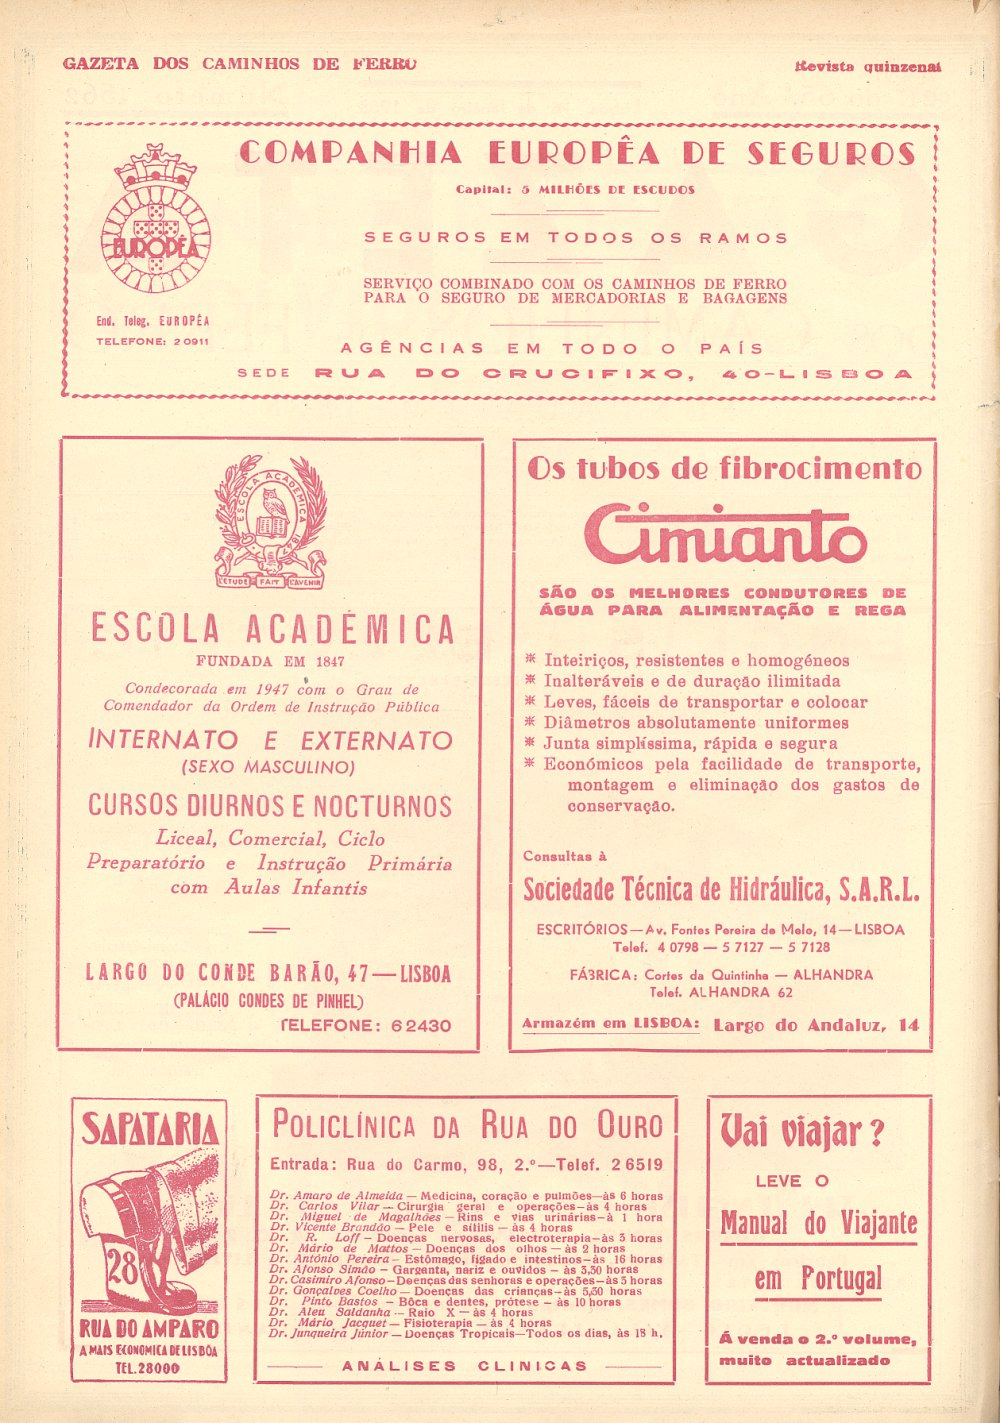 GAZETA DOS CAMINHOS DE FERRO
Revista quinzenal
COMPANHIA EUROPÊA DE SEGUROS
Capital: 5 MILHÕES DE ESCUDOS
SEGUROS EM TODOS OS RAMOS
SERVIÇO COMBINADO COM OS CAMINHOS DE FERRO
PARA O SEGURO DE MERCADORIAS E BAGAGENS
AGÊNCIAS EM TODO O PAÍS
SEDE RUA DO CRUCIFIXO, 40-LISBOA
EUROPÊA
End. Teleg. EUROPÊA
TELEFONE: 2 0911
ESCOLA ACADÉMICA
1847
L'ETUDE FAIT L'AVENIR
ESCOLA ACADÉMICA
FUNDADA EM 1847
Condecorada em 1947 com o Grau de
Comendador da Ordem de Instrução Pública
INTERNATO E EXTERNATO
(SEXO MASCULINO)
CURSOS DIURNOS E NOCTURNOS
Liceal, Comercial, Ciclo
Preparatório e Instrução Primária
com Aulas Infantis
LARGO DO CONDE BARÃO, 47 — LISBOA
(PALÁCIO CONDES DE PINHEL)
TELEFONE: 6 2430
Os tubos de fibrocimento
Cimianto
SÃO OS MELHORES CONDUTORES DE
ÁGUA PARA ALIMENTAÇÃO E REGA
* Inteiriços, resistentes e homogéneos
* Inalteráveis e de duração ilimitada
* Leves, fáceis de transportar e colocar
* Diâmetros absolutamente uniformes
* Junta simplíssima, rápida e segura
* Económicos pela facilidade de transporte,
montagem e eliminação dos gastos de
conservação.
Consultas à
Sociedade Técnica de Hidráulica, S.A.R.L.
ESCRITÓRIOS — Av. Fontes Pereira de Melo, 14 — LISBOA
Telef. 4 0798 — 5 7127 — 5 7128
FÁBRICA: Cortes da Quintinha — ALHANDRA
Telef. ALHANDRA 62
Armazém em LISBOA: Largo do Andaluz, 14
SAPATARIA
28
RUA DO AMPARO
A MAIS ECONOMICA DE LISBÔA
TEL. 28000
POLICLÍNICA DA RUA DO OURO
Entrada: Rua do Carmo, 98, 2.º — Telef. 2 6519
Dr. Amaro de Almeida — Medicina, coração e pulmões — às 6 horas
Dr. Carlos Vilar — Cirurgia geral e operações — às 4 horas
Dr. Miguel de Magalhães — Rins e vias urinárias — à 1 hora
Dr. Vicente Brandão — Pele e sífilis — às 4 horas
Dr. R. Loff — Doenças nervosas, electroterapia — às 3 horas
Dr. Mário de Mattos — Doenças dos olhos — às 2 horas
Dr. António Pereira — Estômago, fígado e intestinos — às 16 horas
Dr. Afonso Simão — Garganta, nariz e ouvidos — às 3,30 horas
Dr. Casimiro Afonso — Doenças das senhoras e operações — às 3 horas
Dr. Gonçalves Coelho — Doenças das crianças — às 5,30 horas
Dr. Pinto Bastos — Bôca e dentes, prótese — às 10 horas
Dr. Aleu Saldanha — Raio X — às 4 horas
Dr. Mário Jacquet — Fisioterapia — às 4 horas
Dr. Junqueira Júnior — Doenças Tropicais — Todos os dias, às 18 h.
ANÁLISES CLINICAS
Vai viajar?
LEVE O
Manual do Viajante
em Portugal
Á venda o 2.º volume,
muito actualizado